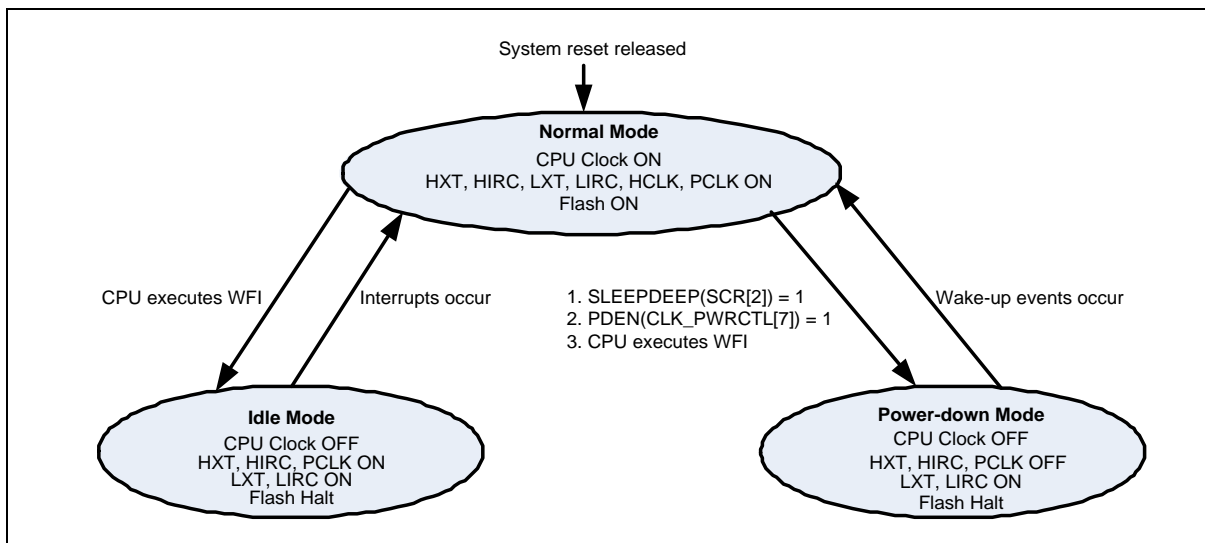 System reset released
Normal Mode
CPU Clock ON
HXT, HIRC, LXT, LIRC, HCLK, PCLK ON
Flash ON
CPU executes WFI
Interrupts occur
1. SLEEPDEEP(SCR[2]) = 1
2. PDEN(CLK_PWRCTL[7]) = 1
3. CPU executes WFI
Wake-up events occur
Idle Mode
CPU Clock OFF
HXT, HIRC, PCLK ON
LXT, LIRC ON
Flash Halt
Power-down Mode
CPU Clock OFF
HXT, HIRC, PCLK OFF
LXT, LIRC ON
Flash Halt